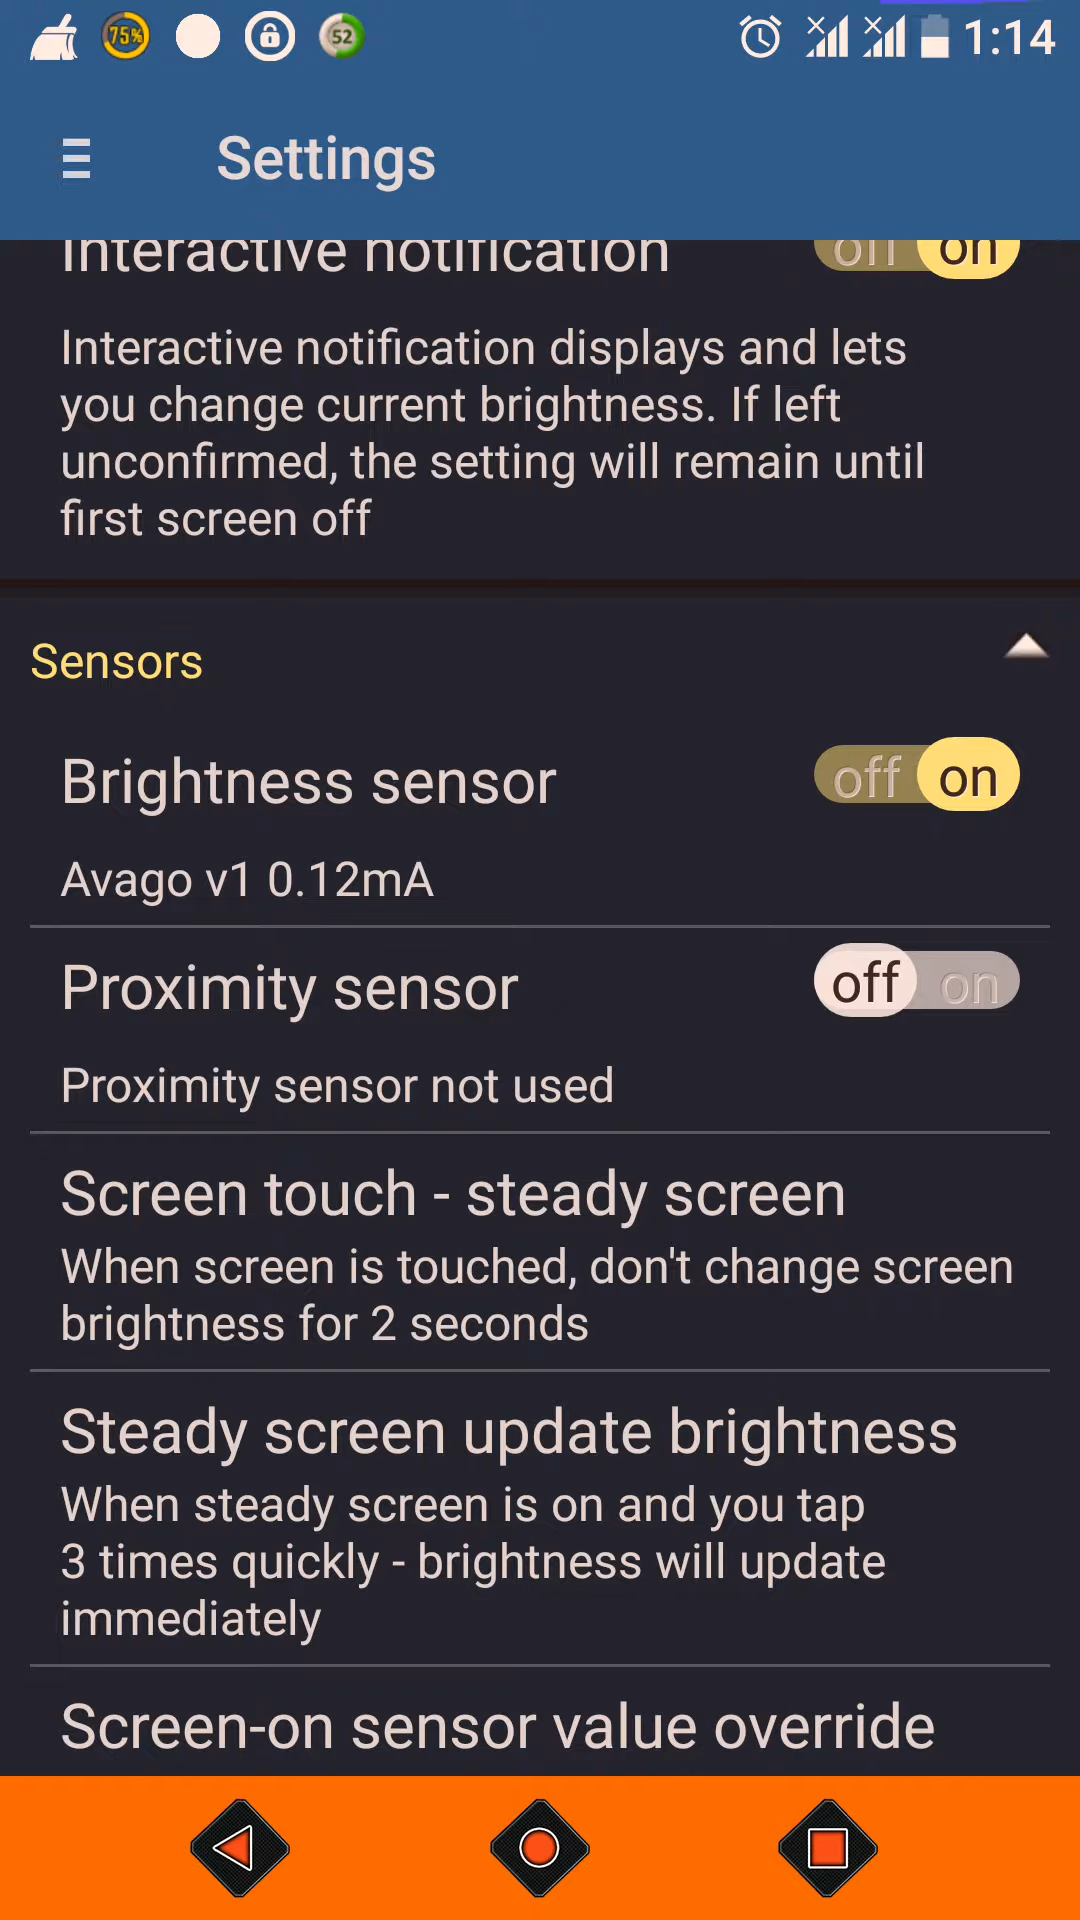 75%
52
1:14
Settings
Interactive notification
off on
Interactive notification displays and lets
you change current brightness. If left
unconfirmed, the setting will remain until
first screen off
Sensors
Brightness sensor
off on
Avago v1 0.12mA
Proximity sensor
off on
Proximity sensor not used
Screen touch - steady screen
When screen is touched, don't change screen
brightness for 2 seconds
Steady screen update brightness
When steady screen is on and you tap
3 times quickly - brightness will update
immediately
Screen-on sensor value override